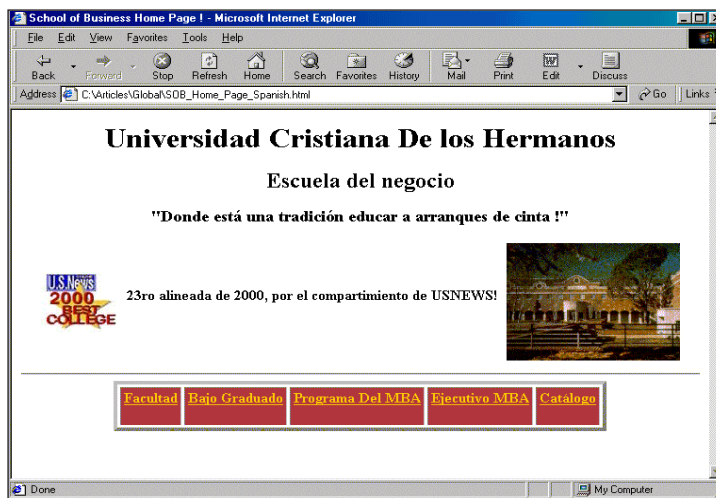 School of Business Home Page ! - Microsoft Internet Explorer
File Edit View Favorites Tools Help
Back Forward Stop Refresh Home Search Favorites History Mail Print Edit Discuss
Address C:\Articles\Global\SOB_Home_Page_Spanish.html Go Links
Universidad Cristiana De los Hermanos
Escuela del negocio
"Donde está una tradición educar a arranques de cinta !"
U.S.News
2000
BEST
COLLEGE
23ro alineada de 2000, por el compartimiento de USNEWS!
Facultad Bajo Graduado Programa Del MBA Ejecutivo MBA Catálogo
Done My Computer